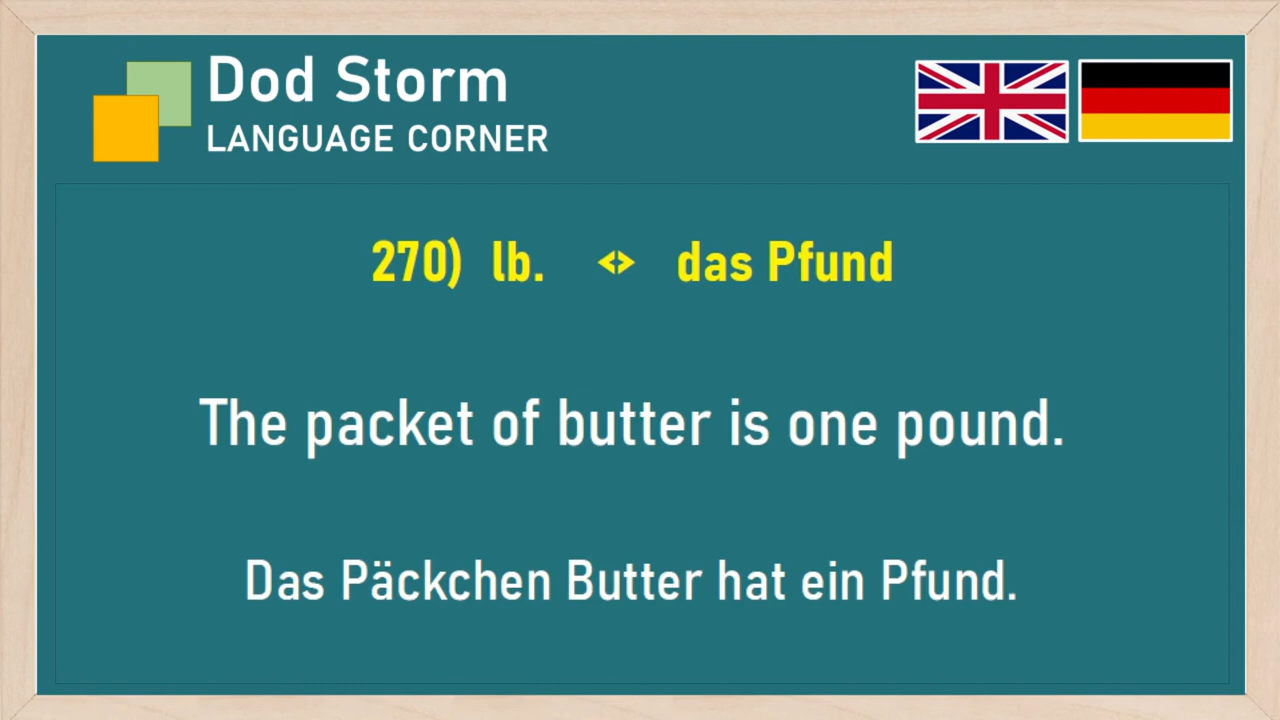 Dod Storm
LANGUAGE CORNER
270) lb. <> das Pfund
The packet of butter is one pound.
Das Päckchen Butter hat ein Pfund.